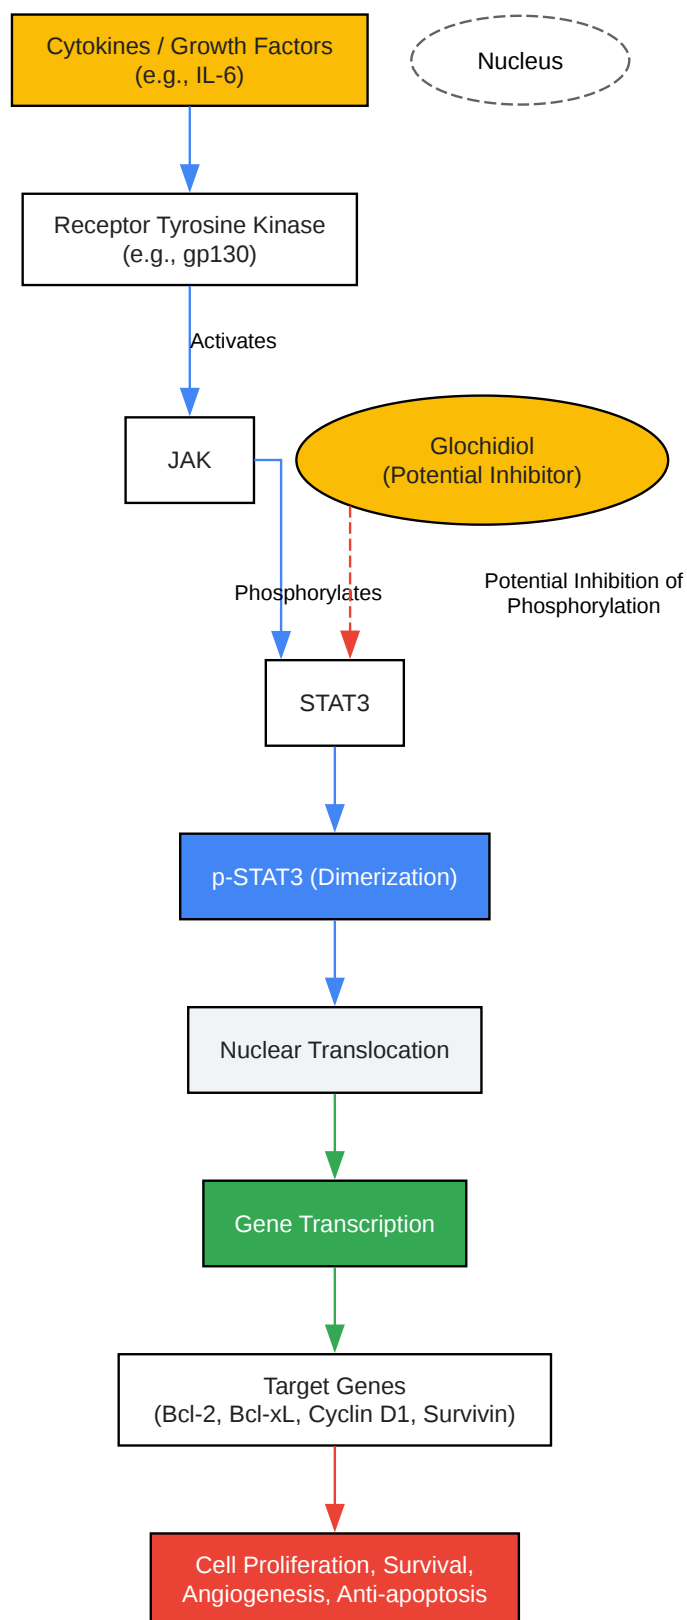 Cytokines / Growth Factors
(e.g., IL-6)
Nucleus
Receptor Tyrosine Kinase
(e.g., gp130)
Activates
JAK
Glochidiol
(Potential Inhibitor)
Phosphorylates
Potential Inhibition of
Phosphorylation
STAT3
p-STAT3 (Dimerization)
Nuclear Translocation
Gene Transcription
Target Genes
(Bcl-2, Bcl-xL, Cyclin D1, Survivin)
Cell Proliferation, Survival,
Angiogenesis, Anti-apoptosis